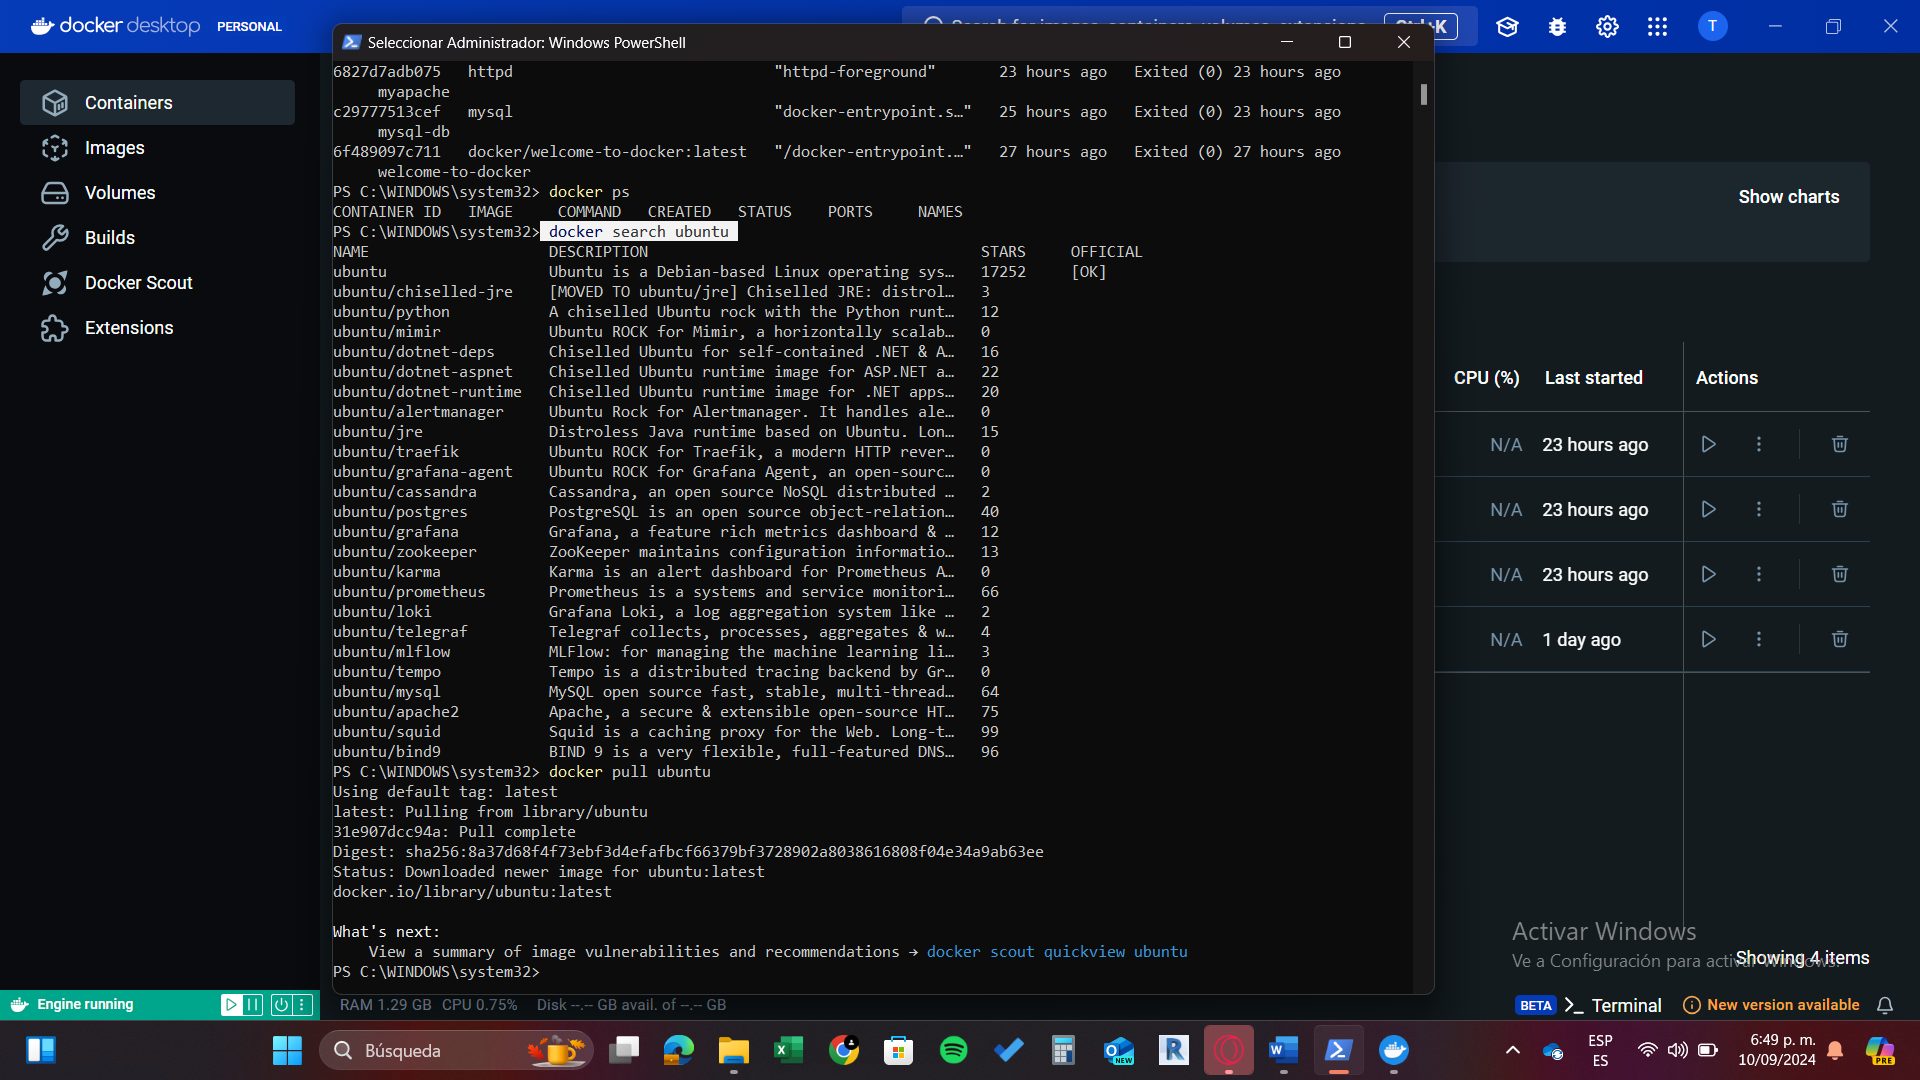 docker desktop PERSONAL
Ctrl+K
T
Containers
Images
Volumes
Builds
Docker Scout
Extensions
Seleccionar Administrador: Windows PowerShell
6827d7adb075 httpd "httpd-foreground" 23 hours ago Exited (0) 23 hours ago
myapache
c29777513cef mysql "docker-entrypoint.s…" 25 hours ago Exited (0) 23 hours ago
mysql-db
6f489097c711 docker/welcome-to-docker:latest "/docker-entrypoint.…" 27 hours ago Exited (0) 27 hours ago
welcome-to-docker
PS C:\WINDOWS\system32> docker ps
CONTAINER ID IMAGE COMMAND CREATED STATUS PORTS NAMES
PS C:\WINDOWS\system32> docker search ubuntu
NAME DESCRIPTION STARS OFFICIAL
ubuntu Ubuntu is a Debian-based Linux operating sys… 17252 [OK]
ubuntu/chiselled-jre [MOVED TO ubuntu/jre] Chiselled JRE: distrol… 3
ubuntu/python A chiselled Ubuntu rock with the Python runt… 12
ubuntu/mimir Ubuntu ROCK for Mimir, a horizontally scalab… 0
ubuntu/dotnet-deps Chiselled Ubuntu for self-contained .NET & A… 16
ubuntu/dotnet-aspnet Chiselled Ubuntu runtime image for ASP.NET a… 22
ubuntu/dotnet-runtime Chiselled Ubuntu runtime image for .NET apps… 20
ubuntu/alertmanager Ubuntu Rock for Alertmanager. It handles ale… 0
ubuntu/jre Distroless Java runtime based on Ubuntu. Lon… 15
ubuntu/traefik Ubuntu ROCK for Traefik, a modern HTTP rever… 0
ubuntu/grafana-agent Ubuntu ROCK for Grafana Agent, an open-sourc… 0
ubuntu/cassandra Cassandra, an open source NoSQL distributed … 2
ubuntu/postgres PostgreSQL is an open source object-relation… 40
ubuntu/grafana Grafana, a feature rich metrics dashboard & … 12
ubuntu/zookeeper ZooKeeper maintains configuration informatio… 13
ubuntu/karma Karma is an alert dashboard for Prometheus A… 0
ubuntu/prometheus Prometheus is a systems and service monitori… 66
ubuntu/loki Grafana Loki, a log aggregation system like … 2
ubuntu/telegraf Telegraf collects, processes, aggregates & w… 4
ubuntu/mlflow MLFlow: for managing the machine learning li… 3
ubuntu/tempo Tempo is a distributed tracing backend by Gr… 0
ubuntu/mysql MySQL open source fast, stable, multi-thread… 64
ubuntu/apache2 Apache, a secure & extensible open-source HT… 75
ubuntu/squid Squid is a caching proxy for the Web. Long-t… 99
ubuntu/bind9 BIND 9 is a very flexible, full-featured DNS… 96
PS C:\WINDOWS\system32> docker pull ubuntu
Using default tag: latest
latest: Pulling from library/ubuntu
31e907dcc94a: Pull complete
Digest: sha256:8a37d68f4f73ebf3d4efafbcf66379bf3728902a8038616808f04e34a9ab63ee
Status: Downloaded newer image for ubuntu:latest
docker.io/library/ubuntu:latest
What's next:
View a summary of image vulnerabilities and recommendations → docker scout quickview ubuntu
PS C:\WINDOWS\system32>
Show charts
CPU (%) Last started Actions
N/A 23 hours ago
N/A 23 hours ago
N/A 23 hours ago
N/A 1 day ago
Activar Windows
Ve a Configuración para activar Windows.
Showing 4 items
Engine running
RAM 1.29 GB CPU 0.75% Disk --.-- GB avail. of --.-- GB
BETA Terminal New version available
Búsqueda
NEW
ESP
ES
6:49 p. m.
10/09/2024
PRE